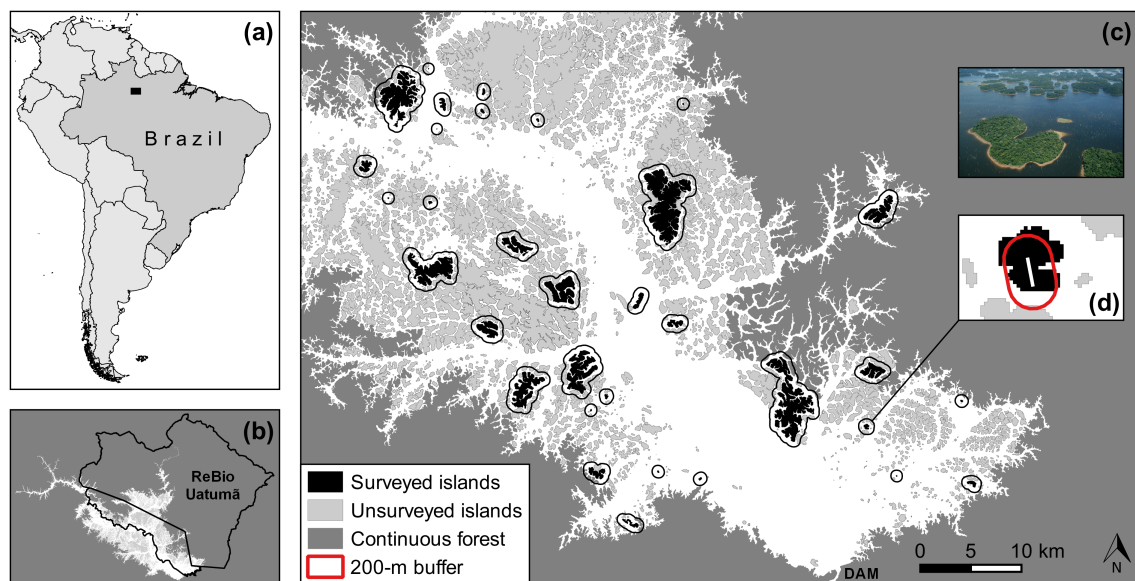 (a)
Brazil
(b)
ReBio
Uatumã
(c)
(d)
Surveyed islands
Unsurveyed islands
Continuous forest
200-m buffer
0 5 10 km
DAM
N